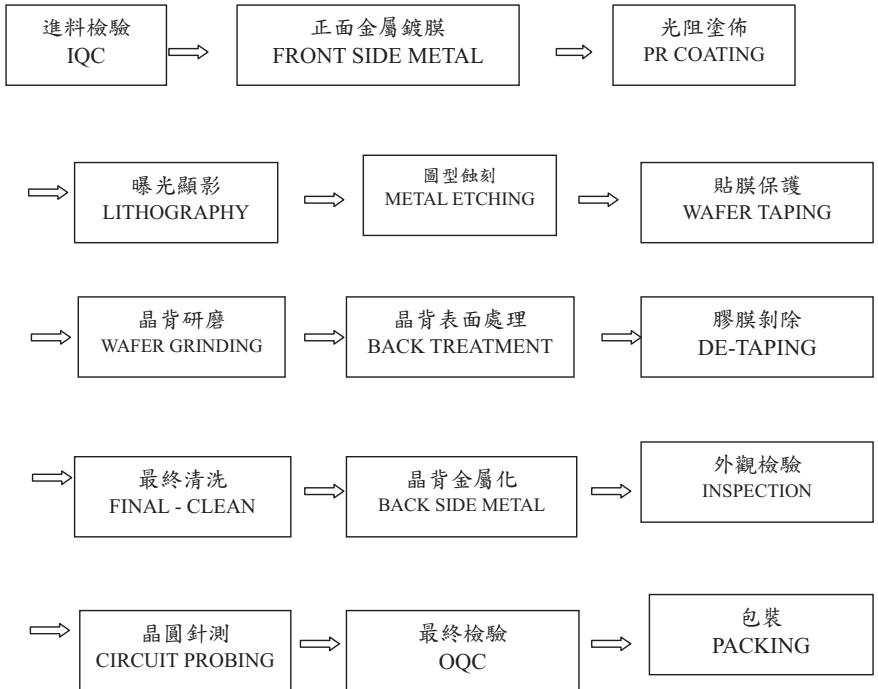 進料檢驗
IQC
正面金屬鍍膜
FRONT SIDE METAL
光阻塗佈
PR COATING
曝光顯影
LITHOGRAPHY
圖型蝕刻
METAL ETCHING
貼膜保護
WAFER TAPING
晶背研磨
WAFER GRINDING
晶背表面處理
BACK TREATMENT
膠膜剝除
DE-TAPING
最終清洗
FINAL - CLEAN
晶背金屬化
BACK SIDE METAL
外觀檢驗
INSPECTION
晶圓針測
CIRCUIT PROBING
最終檢驗
OQC
包裝
PACKING